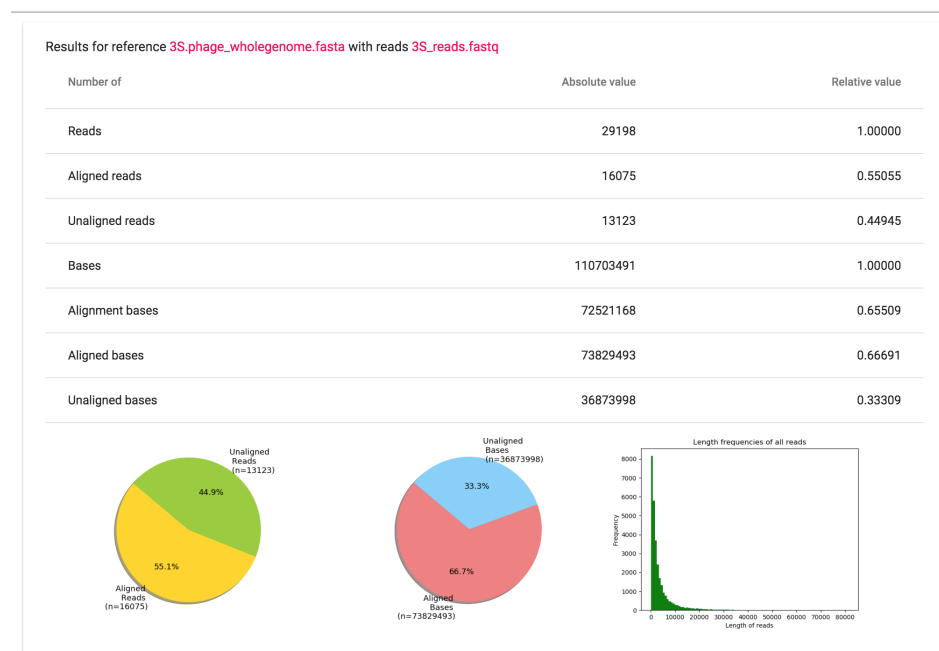 Results for reference 3S.phage_wholegenome.fasta with reads 3S_reads.fastq
Number of Absolute value Relative value
Reads 29198 1.00000
Aligned reads 16075 0.55055
Unaligned reads 13123 0.44945
Bases 110703491 1.00000
Alignment bases 72521168 0.65509
Aligned bases 73829493 0.66691
Unaligned bases 36873998 0.33309
Unaligned
Reads
(n=13123)
44.9%
55.1%
Aligned
Reads
(n=16075)
Unaligned
Bases
(n=36873998)
33.3%
66.7%
Aligned
Bases
(n=73829493)
Length frequencies of all reads
Frequency
8000
7000
6000
5000
4000
3000
2000
1000
0
0 10000 20000 30000 40000 50000 60000 70000 80000
Length of reads